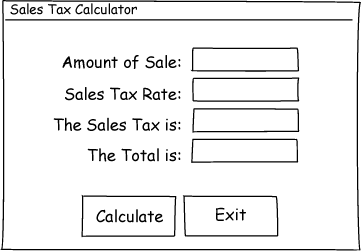 Sales Tax Calculator
Amount of Sale:
Sales Tax Rate:
The Sales Tax is:
The Total is:
Calculate Exit